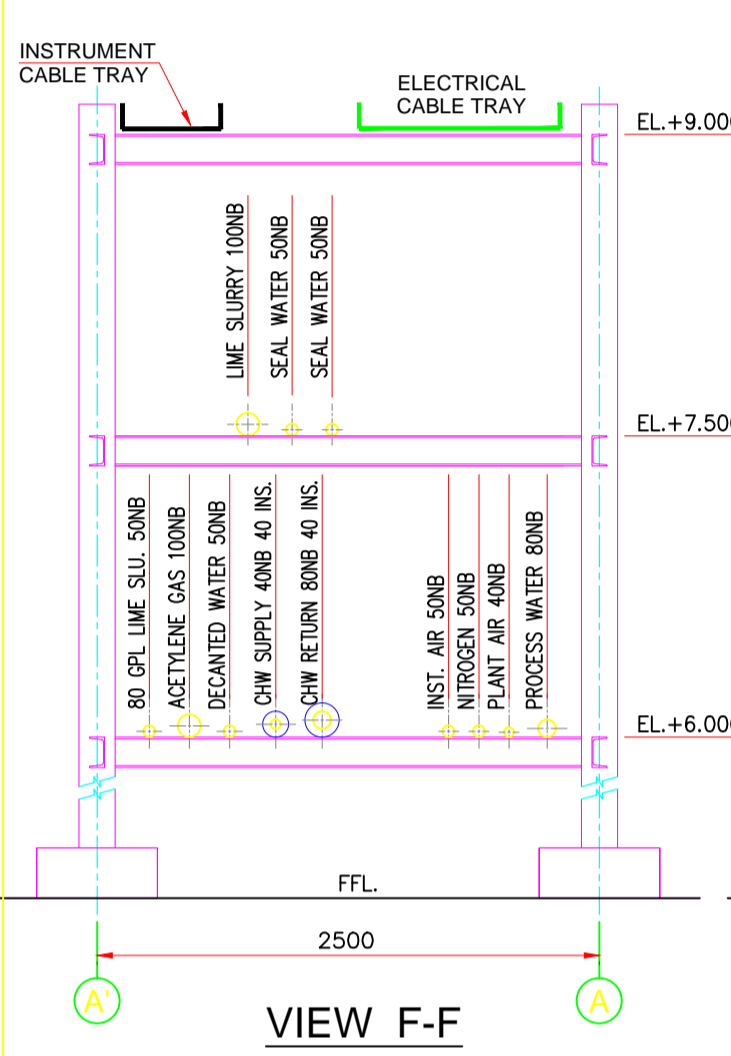 INSTRUMENT
CABLE TRAY
ELECTRICAL
CABLE TRAY
EL.+9.000
LIME SLURRY 100NB
SEAL WATER 50NB
SEAL WATER 50NB
EL.+7.500
80 GPL LIME SLU. 50NB
ACETYLENE GAS 100NB
DECANTED WATER 50NB
CHW SUPPLY 40NB 40 INS.
CHW RETURN 80NB 40 INS.
INST. AIR 50NB
NITROGEN 50NB
PLANT AIR 40NB
PROCESS WATER 80NB
EL.+6.000
FFL.
2500
A'
A
VIEW F-F